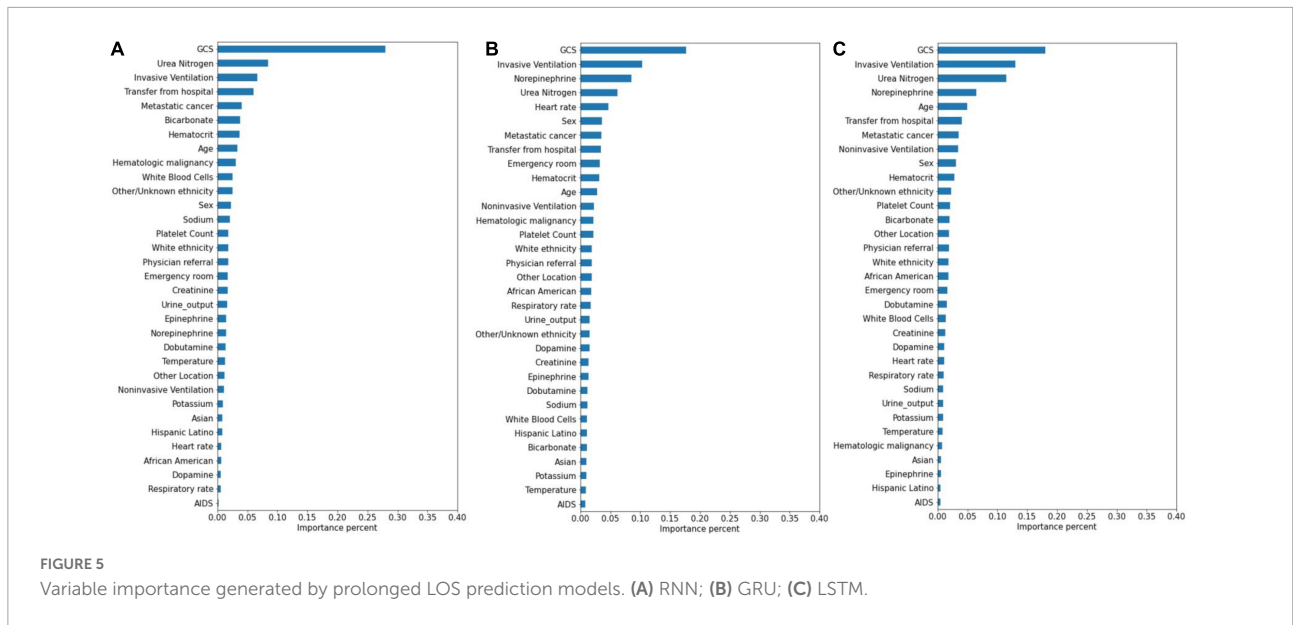 A
GCS
Urea Nitrogen
Invasive Ventilation
Transfer from hospital
Metastatic cancer
Bicarbonate
Hematocrit
Age
Hematologic malignancy
White Blood Cells
Other/Unknown ethnicity
Sex
Sodium
Platelet Count
White ethnicity
Physician referral
Emergency room
Creatinine
Urine_output
Epinephrine
Norepinephrine
Dobutamine
Temperature
Other Location
Noninvasive Ventilation
Potassium
Asian
Hispanic Latino
Heart rate
African American
Dopamine
Respiratory rate
AIDS
0.00 0.05 0.10 0.15 0.20 0.25 0.30 0.35 0.40
Importance percent
B
GCS
Invasive Ventilation
Norepinephrine
Urea Nitrogen
Heart rate
Sex
Metastatic cancer
Transfer from hospital
Emergency room
Hematocrit
Age
Noninvasive Ventilation
Hematologic malignancy
Platelet Count
White ethnicity
Physician referral
Other Location
African American
Respiratory rate
Urine_output
Other/Unknown ethnicity
Dopamine
Creatinine
Epinephrine
Dobutamine
Sodium
White Blood Cells
Hispanic Latino
Bicarbonate
Asian
Potassium
Temperature
AIDS
0.00 0.05 0.10 0.15 0.20 0.25 0.30 0.35 0.40
Importance percent
C
GCS
Invasive Ventilation
Urea Nitrogen
Norepinephrine
Age
Transfer from hospital
Metastatic cancer
Noninvasive Ventilation
Sex
Hematocrit
Other/Unknown ethnicity
Platelet Count
Bicarbonate
Other Location
Physician referral
White ethnicity
African American
Emergency room
Dobutamine
White Blood Cells
Creatinine
Dopamine
Heart rate
Respiratory rate
Sodium
Urine_output
Potassium
Temperature
Hematologic malignancy
Asian
Epinephrine
Hispanic Latino
AIDS
0.00 0.05 0.10 0.15 0.20 0.25 0.30 0.35 0.40
Importance percent
FIGURE 5
Variable importance generated by prolonged LOS prediction models. (A) RNN; (B) GRU; (C) LSTM.